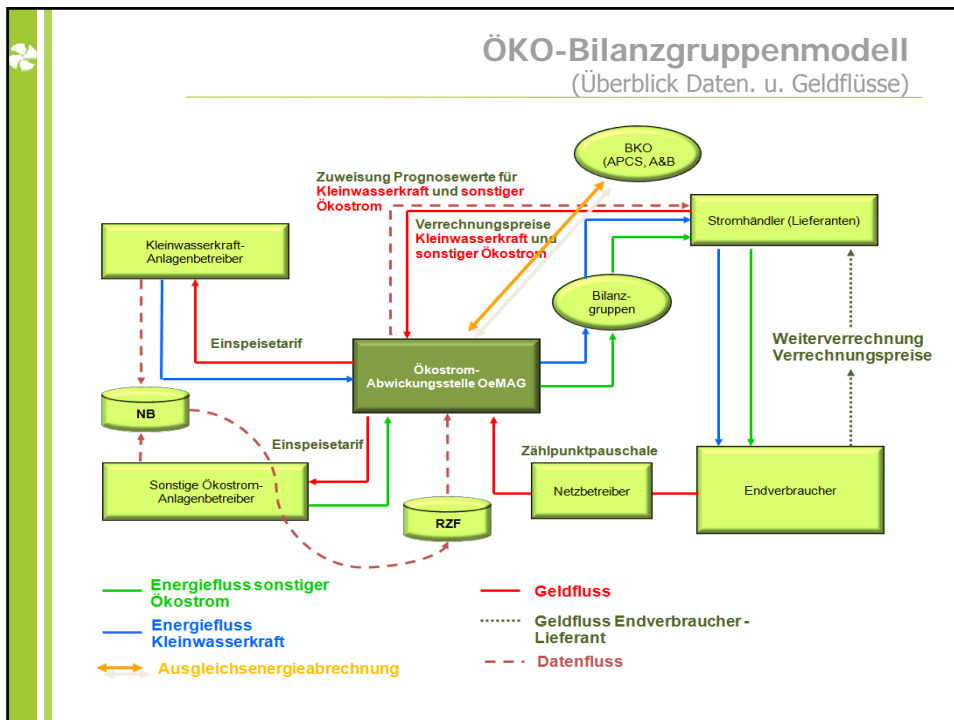 ÖKO-Bilanzgruppenmodell
(Überblick Daten. u. Geldflüsse)
BKO
(APCS, A&B
Zuweisung Prognosewerte für
Kleinwasserkraft und sonstiger
Ökostrom
Verrechnungspreise
Kleinwasserkraft und
sonstiger Ökostrom
Stromhändler (Lieferanten)
Kleinwasserkraft-
Anlagenbetreiber
Bilanz-
gruppen
Einspeisetarif
Weiterverrechnung
Verrechnungspreise
Ökostrom-
Abwickungsstelle OeMAG
NB
Einspeisetarif
Zählpunktpauschale
Sonstige Ökostrom-
Anlagenbetreiber
Netzbetreiber
Endverbraucher
RZF
Energiefluss sonstiger
Ökostrom
Energiefluss
Kleinwasserkraft
Ausgleichsenergieabrechnung
Geldfluss
Geldfluss Endverbraucher -
Lieferant
Datenfluss